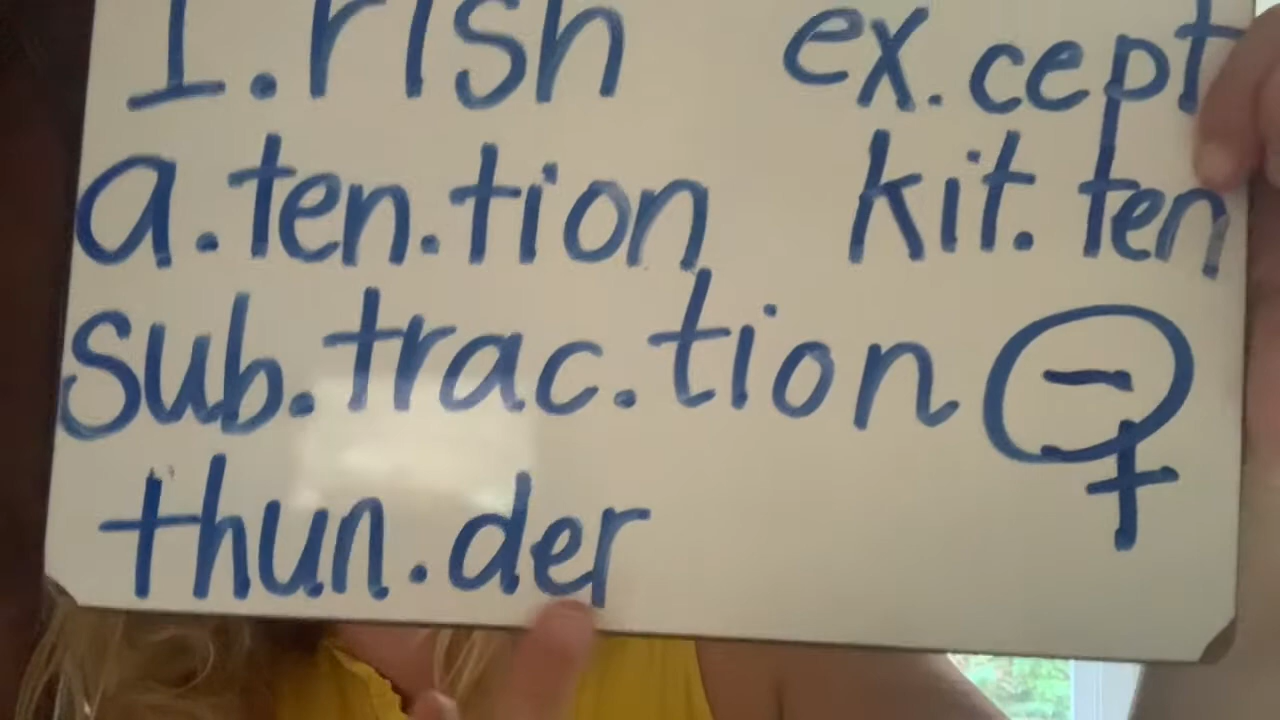 I.rish ex.cept
a.ten.tion kit.ten
sub.trac.tion −
+
thun.der